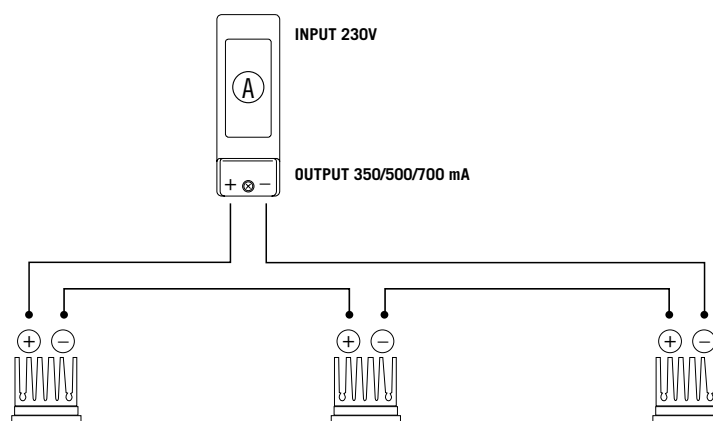 INPUT 230V
A
OUTPUT 350/500/700 mA
+ −
+ − + − + −